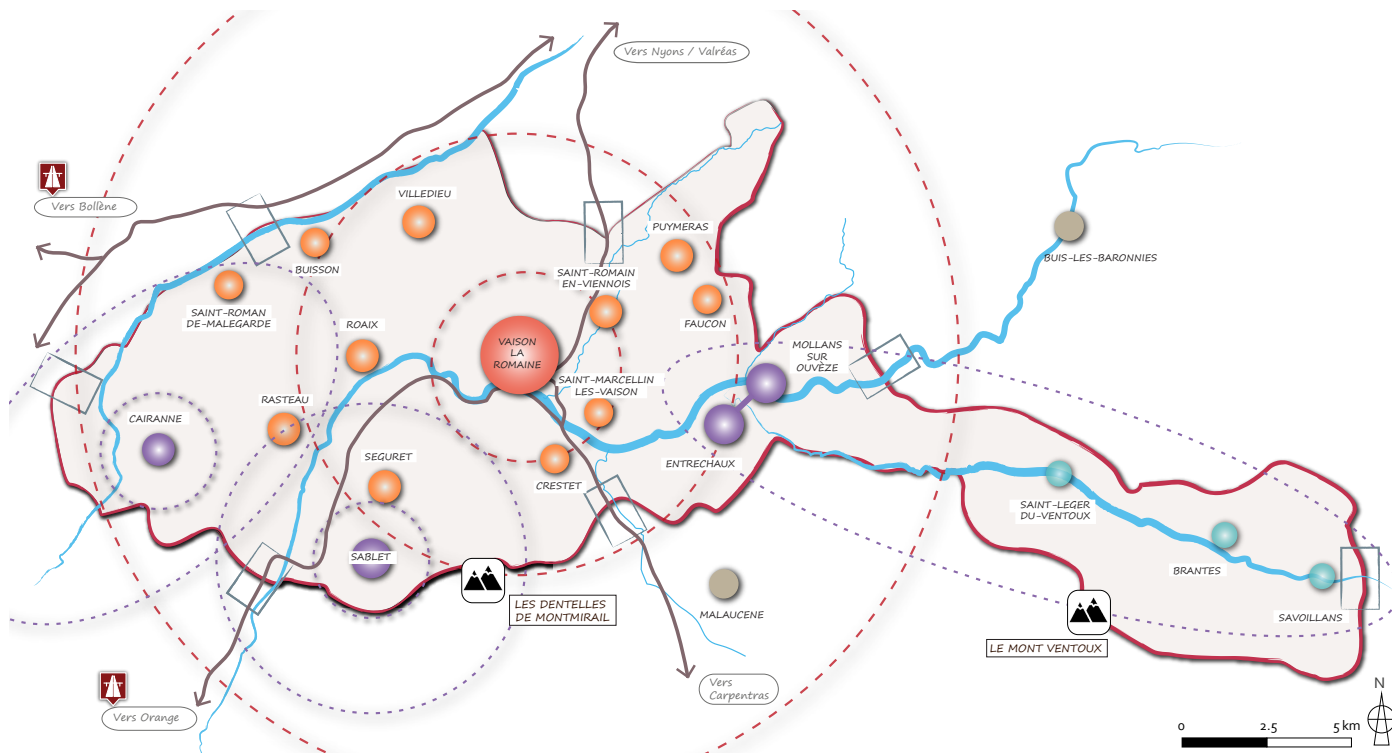 Vers Nyons / Valréas
Vers Bollène
VILLEDIEU
BUISSON
PUYMERAS
SAINT-ROMAIN
EN-VIENNOIS
BUIS-LES-BARONNIES
SAINT-ROMAN
DE-MALEGARDE
ROAIX
FAUCON
VAISON
LA
ROMAINE
MOLLANS
SUR
OUVÈZE
SAINT-MARCELLIN
LES-VAISON
RASTEAU
CAIRANNE
SEGURET
ENTRECHAUX
CRESTET
SAINT-LEGER
DU-VENTOUX
SABLET
BRANTES
LES DENTELLES
DE MONTMIRAIL
MALAUCENE
SAVOILLANS
LE MONT VENTOUX
Vers
Carpentras
Vers Orange
N
0 2.5 5 km